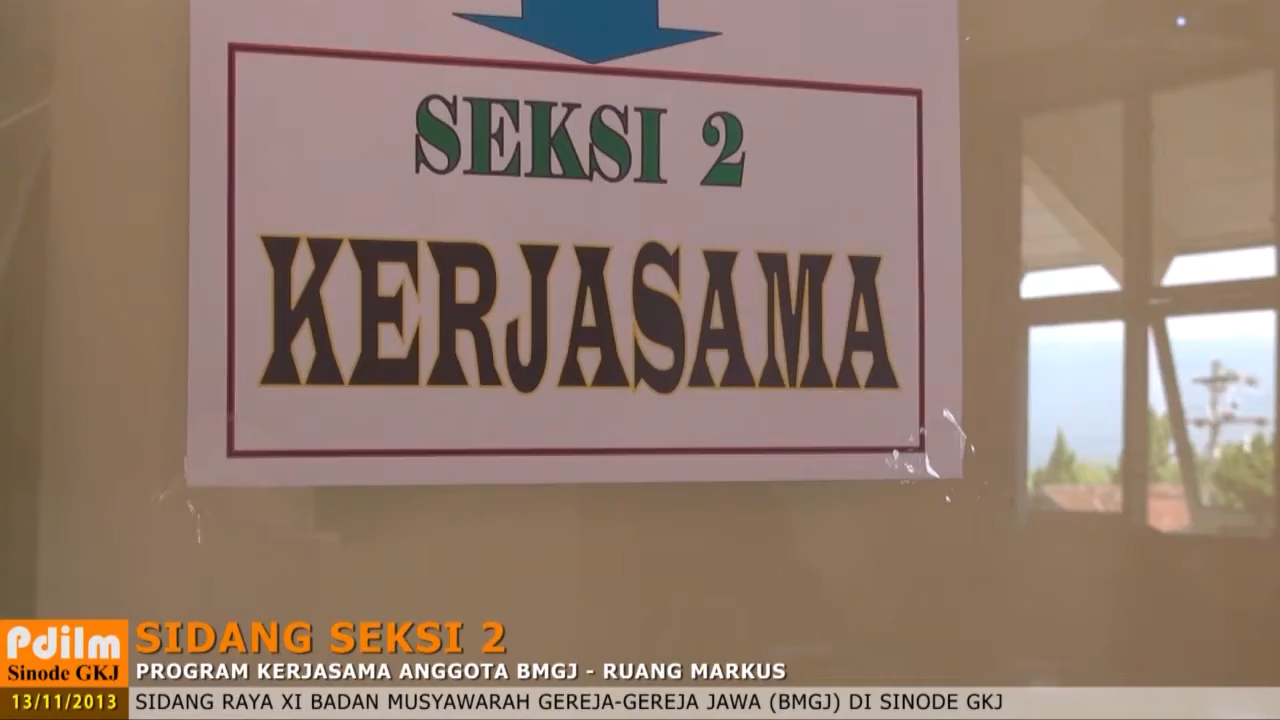 SEKSI 2
KERJASAMA
Pdilm
Sinode GKJ
13/11/2013
SIDANG SEKSI 2
PROGRAM KERJASAMA ANGGOTA BMGJ - RUANG MARKUS
SIDANG RAYA XI BADAN MUSYAWARAH GEREJA-GEREJA JAWA (BMGJ) DI SINODE GKJ